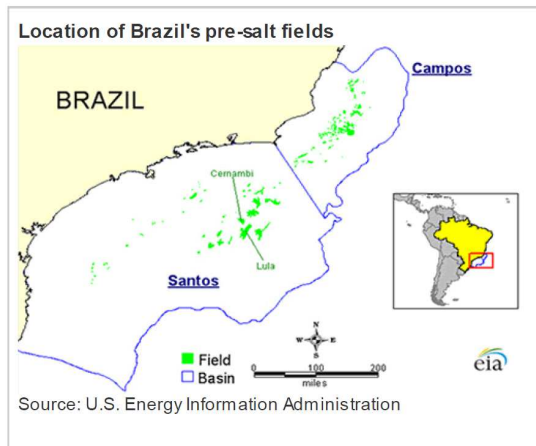 Location of Brazil's pre-salt fields
Campos
BRAZIL
Cernambi
Lula
Santos
N
W E
S
Field
Basin
0 100 200
miles
eia
Source: U.S. Energy Information Administration